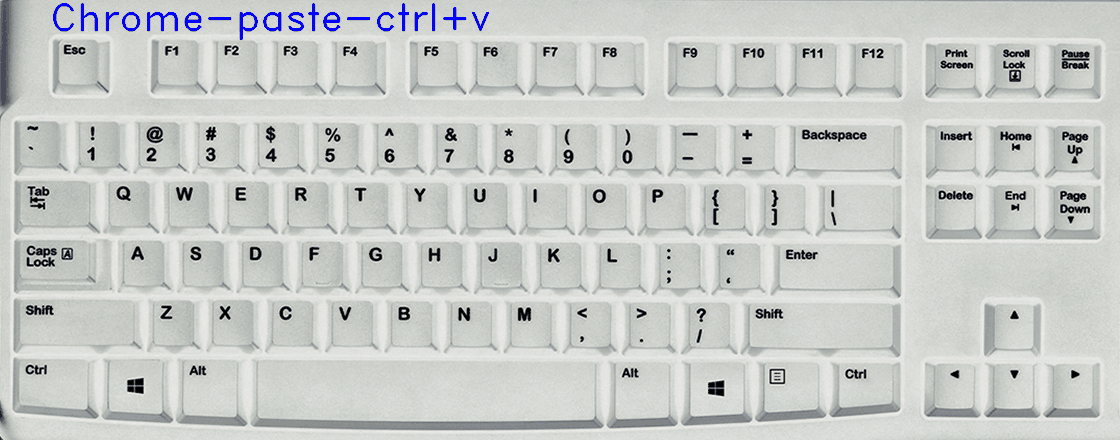 Chrome-paste-ctrl+v
Esc F1 F2 F3 F4 F5 F6 F7 F8 F9 F10 F11 F12 Print Screen Scroll Lock Pause Break
~ ! @ # $ % ^ & * ( ) — + Backspace Insert Home Page Up
` 1 2 3 4 5 6 7 8 9 0 - =
Tab Q W E R T Y U I O P { } | Delete End Page Down
[ ] \
Caps Lock A A S D F G H J K L : “ Enter
; ‘
Shift Z X C V B N M < > ? Shift
, . /
Ctrl Alt Alt Ctrl